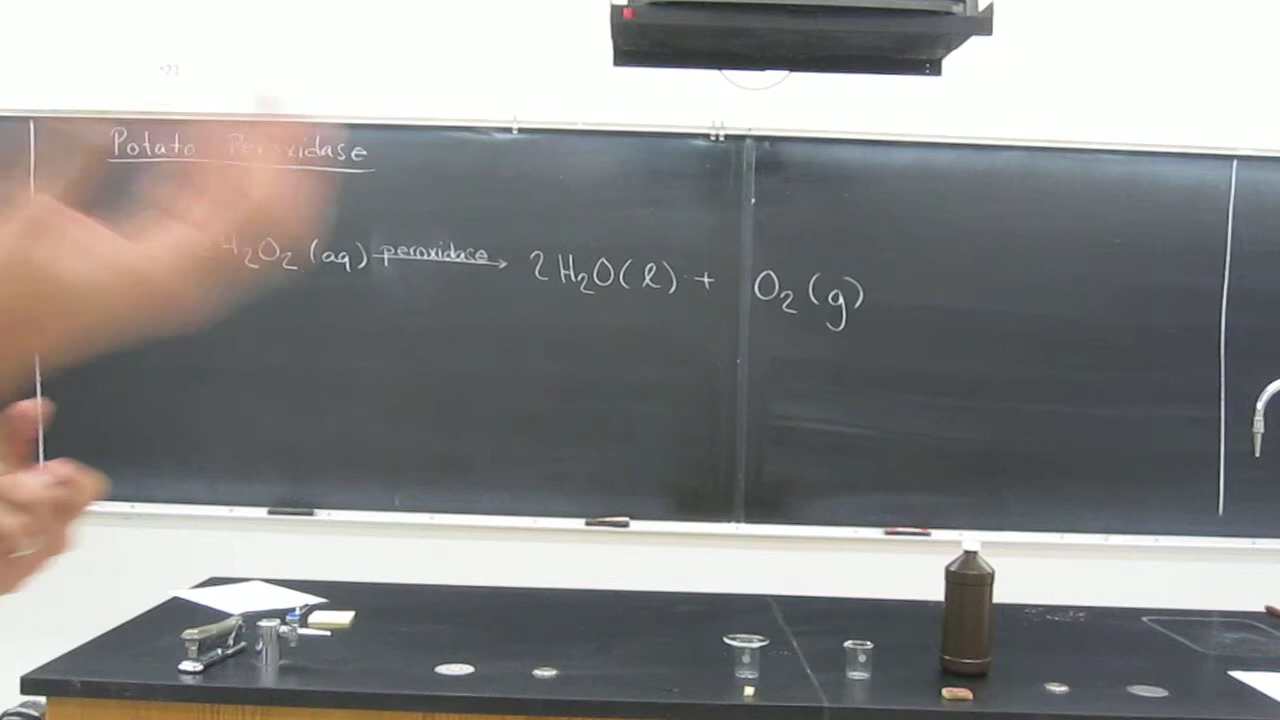 Potato Peroxidase
H₂O₂ (aq) peroxidase → 2 H₂O(l) + O₂ (g)